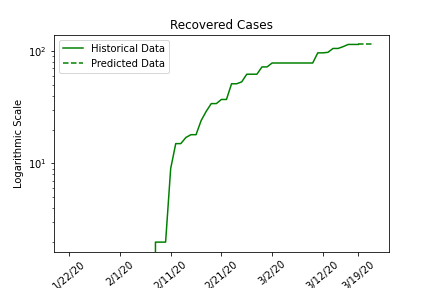 Recovered Cases
Historical Data
Predicted Data
Logarithmic Scale
10²
10¹
1/22/20
2/1/20
2/11/20
2/21/20
3/2/20
3/12/20
3/19/20